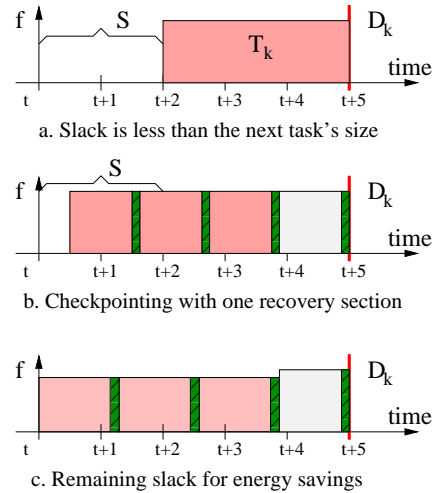 f S D_k
T_k
time
t t+1 t+2 t+3 t+4 t+5
a. Slack is less than the next task's size
S
f D_k
time
t t+1 t+2 t+3 t+4 t+5
b. Checkpointing with one recovery section
f D_k
time
t t+1 t+2 t+3 t+4 t+5
c. Remaining slack for energy savings